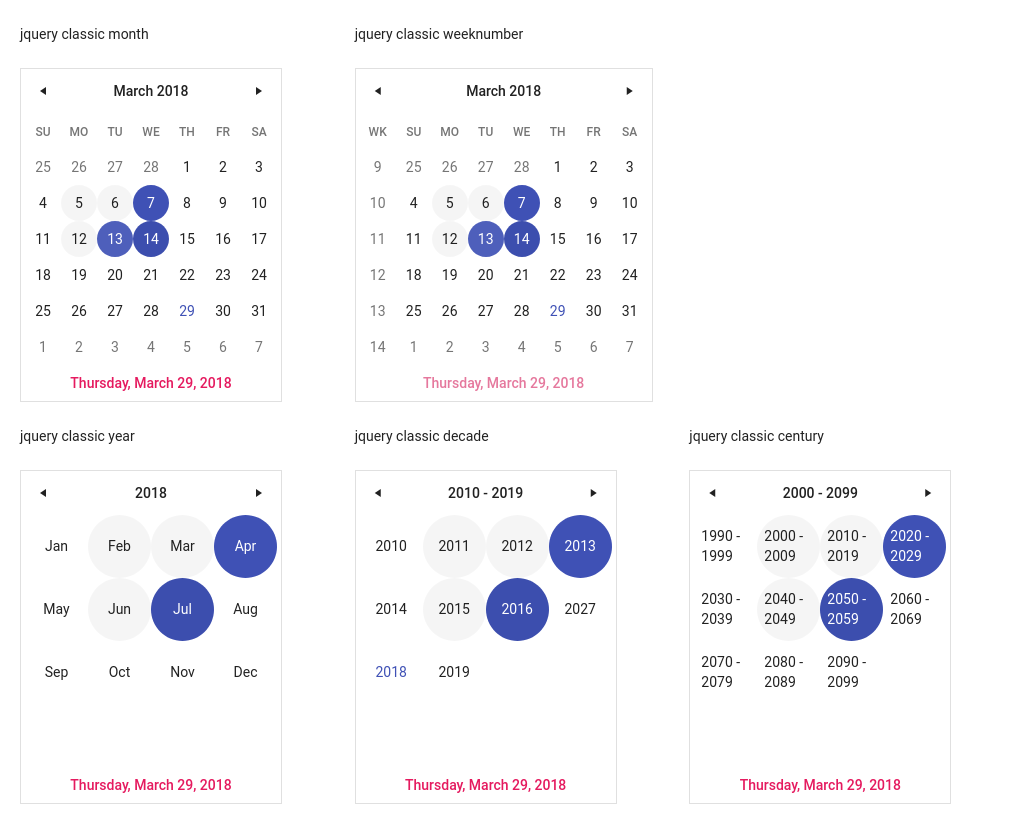 jquery classic month
March 2018
SU MO TU WE TH FR SA
25 26 27 28 1 2 3
4 5 6 7 8 9 10
11 12 13 14 15 16 17
18 19 20 21 22 23 24
25 26 27 28 29 30 31
1 2 3 4 5 6 7
Thursday, March 29, 2018
jquery classic weeknumber
March 2018
WK SU MO TU WE TH FR SA
9 25 26 27 28 1 2 3
10 4 5 6 7 8 9 10
11 11 12 13 14 15 16 17
12 18 19 20 21 22 23 24
13 25 26 27 28 29 30 31
14 1 2 3 4 5 6 7
Thursday, March 29, 2018
jquery classic year
2018
Jan Feb Mar Apr
May Jun Jul Aug
Sep Oct Nov Dec
Thursday, March 29, 2018
jquery classic decade
2010 - 2019
2010 2011 2012 2013
2014 2015 2016 2027
2018 2019
Thursday, March 29, 2018
jquery classic century
2000 - 2099
1990 - 2000 - 2010 - 2020 -
1999 2009 2019 2029
2030 - 2040 - 2050 - 2060 -
2039 2049 2059 2069
2070 - 2080 - 2090 -
2079 2089 2099
Thursday, March 29, 2018